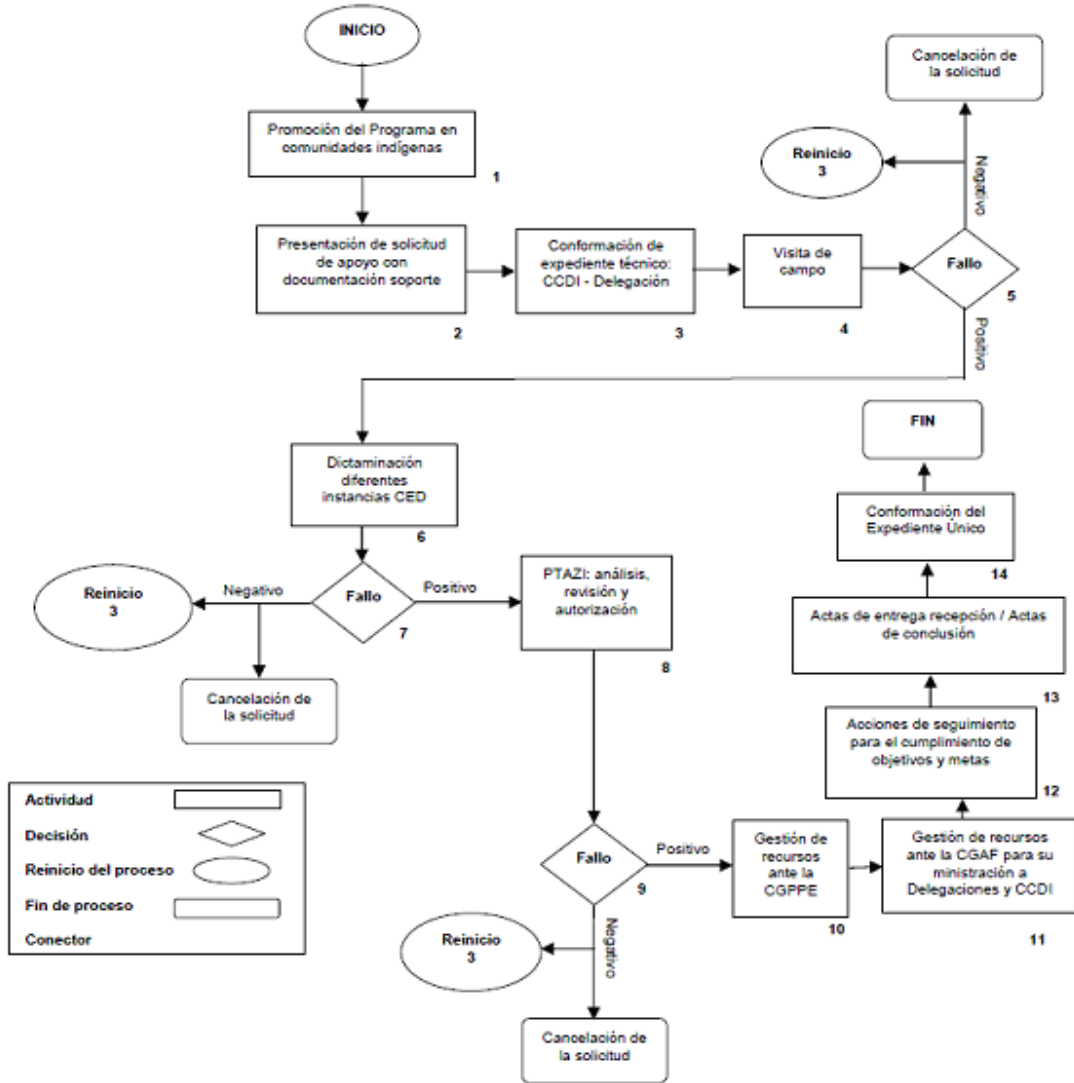 INICIO
Promoción del Programa en
comunidades indígenas
1
Presentación de solicitud
de apoyo con
documentación soporte
2
Conformación de
expediente técnico:
CCDI - Delegación
3
Visita de
campo
4
Fallo
5
Negativo
Reinicio
3
Cancelación de
la solicitud
Positivo
Dictaminación
diferentes
instancias CED
6
Fallo
7
Negativo
Reinicio
3
Cancelación de
la solicitud
Positivo
PTAZI: análisis,
revisión y
autorización
8
Fallo
9
Negativo
Reinicio
3
Cancelación de
la solicitud
Positivo
Gestión de
recursos
ante la
CGPPE
10
Gestión de recursos
ante la CGAF para su
ministración a
Delegaciones y CCDI
11
Acciones de seguimiento
para el cumplimiento de
objetivos y metas
12
Actas de entrega recepción / Actas
de conclusión
13
Conformación del
Expediente Único
14
FIN
Actividad
Decisión
Reinicio del proceso
Fin de proceso
Conector